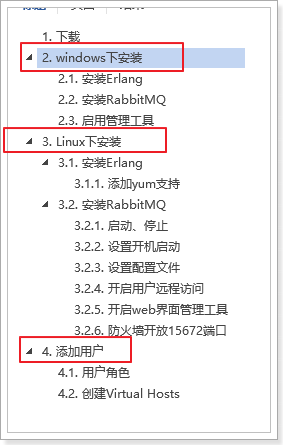 1. 下载
2. windows下安装
2.1. 安装Erlang
2.2. 安装RabbitMQ
2.3. 启用管理工具
3. Linux下安装
3.1. 安装Erlang
3.1.1. 添加yum支持
3.2. 安装RabbitMQ
3.2.1. 启动、停止
3.2.2. 设置开机启动
3.2.3. 设置配置文件
3.2.4. 开启用户远程访问
3.2.5. 开启web界面管理工具
3.2.6. 防火墙开放15672端口
4. 添加用户
4.1. 用户角色
4.2. 创建Virtual Hosts